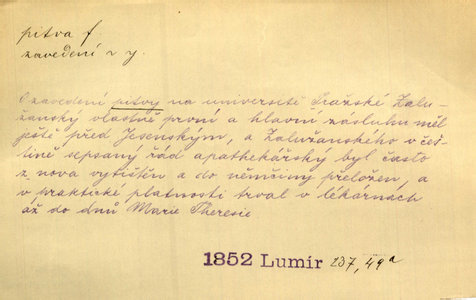 pitva f.
zavedení v y.
O zavedení pitvy na universitě Pražské Zalu-
žanský vlastně první a hlavní zásluhu měl
ještě před Jesenským, a Zalužanského v češ-
tině sepsaný řád apathekářský byl často
z nova vytištěn a do němčiny přeložen, a
v praktické platnosti trval v lékárnách
až do dnů Marie Theresie
1852 Lumír 237,49a